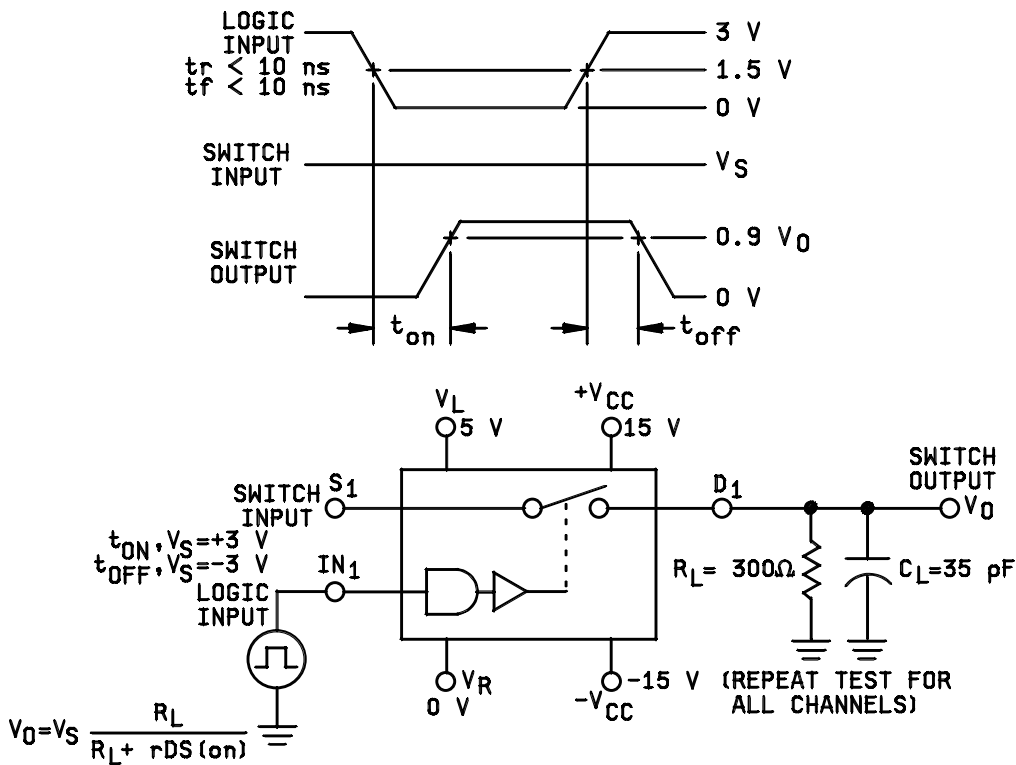 LOGIC
INPUT
tr < 10 ns
tf < 10 ns
3 V
1.5 V
0 V
SWITCH
INPUT
VS
SWITCH
OUTPUT
0.9 VO
0 V
ton
toff
VL
5 V
+VCC
15 V
SWITCH
INPUT
S1
D1
SWITCH
OUTPUT
VO
tON,VS=+3 V
tOFF,VS=-3 V
LOGIC
INPUT
IN1
RL= 300Ω
CL=35 pF
VR
0 V
-15 V
-VCC
(REPEAT TEST FOR
ALL CHANNELS)
VO=VS RL
RL+ rDS(on)